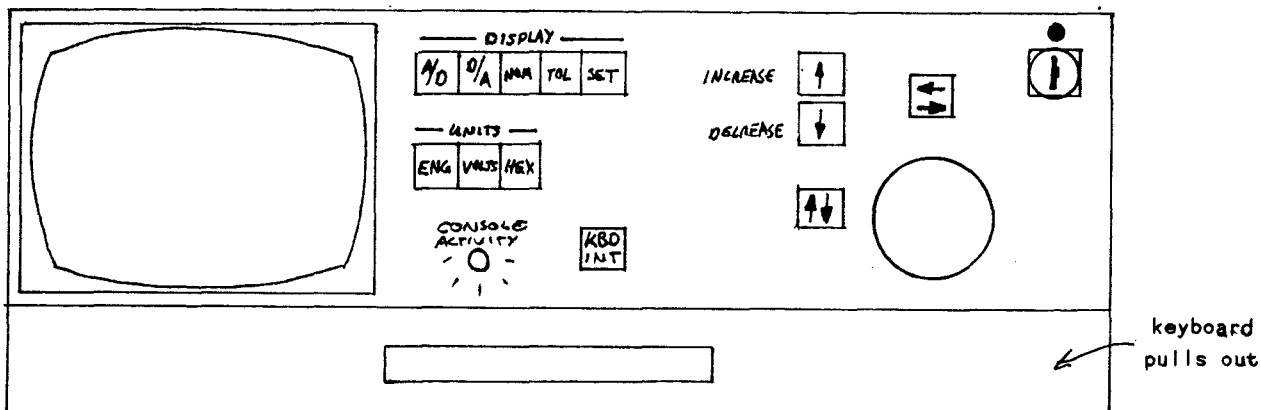 DISPLAY
A/D D/A NOM TOL SET
UNITS
ENG VOLTS HEX
CONSOLE
ACTIVITY
KBD
INT
INCREASE
DECREASE
keyboard
pulls out